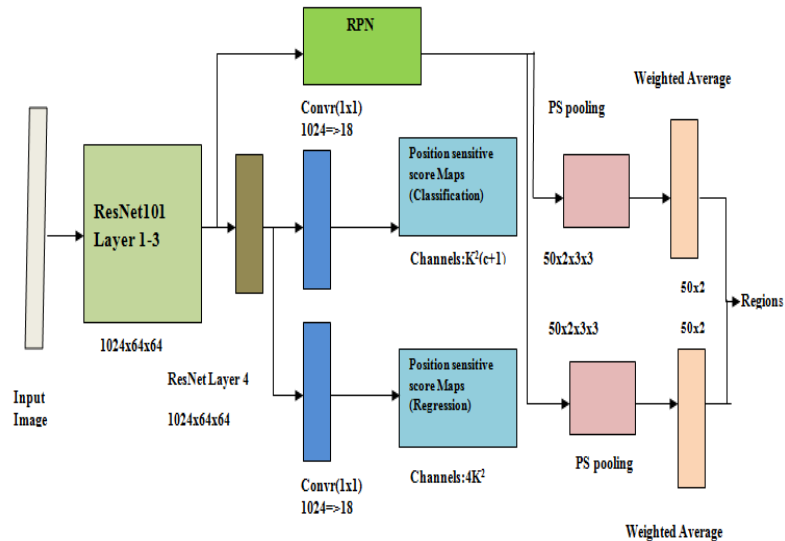 RPN
Weighted Average
Convr(1x1)
1024=>18
PS pooling
Position sensitive
score Maps
(Classification)
ResNet101
Layer 1-3
Channels:K²(c+1)
50x2x3x3
50x2
1024x64x64
50x2x3x3
50x2
Regions
ResNet Layer 4
1024x64x64
Position sensitive
score Maps
(Regression)
Input
Image
Convr(1x1)
1024=>18
Channels:4K²
PS pooling
Weighted Average